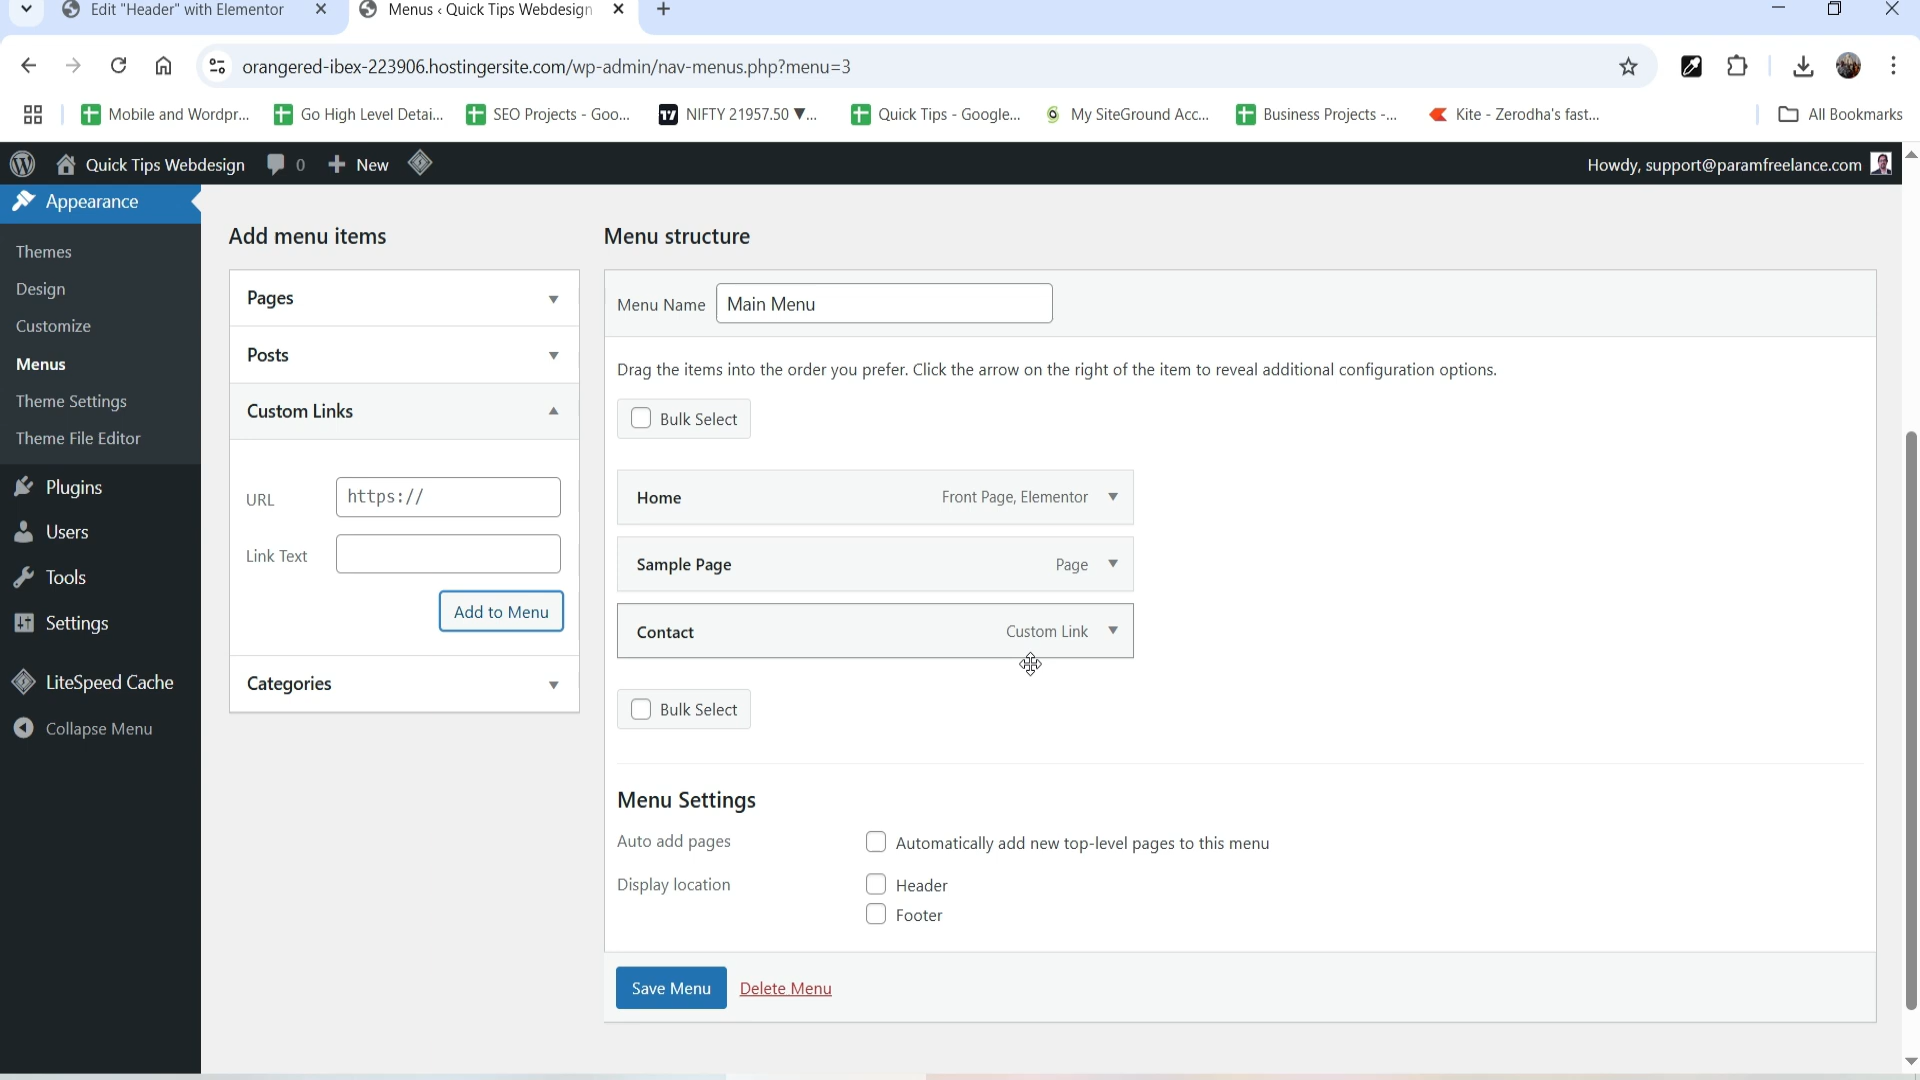 Edit "Header" with Elementor
Menus ‹ Quick Tips Webdesign
orangered-ibex-223906.hostingersite.com/wp-admin/nav-menus.php?menu=3
Mobile and Wordpr...
Go High Level Detai...
SEO Projects - Goo...
NIFTY 21957.50 ▼...
Quick Tips - Google...
My SiteGround Acc...
Business Projects -...
Kite - Zerodha's fast...
All Bookmarks
Quick Tips Webdesign
0
New
Howdy, support@paramfreelance.com
Appearance
Themes
Design
Customize
Menus
Theme Settings
Theme File Editor
Plugins
Users
Tools
Settings
LiteSpeed Cache
Collapse Menu
Add menu items
Pages
Posts
Custom Links
URL
https://
Link Text
Add to Menu
Categories
Menu structure
Menu Name
Main Menu
Drag the items into the order you prefer. Click the arrow on the right of the item to reveal additional configuration options.
Bulk Select
Home
Front Page, Elementor
Sample Page
Page
Contact
Custom Link
Bulk Select
Menu Settings
Auto add pages
Automatically add new top-level pages to this menu
Display location
Header
Footer
Save Menu
Delete Menu